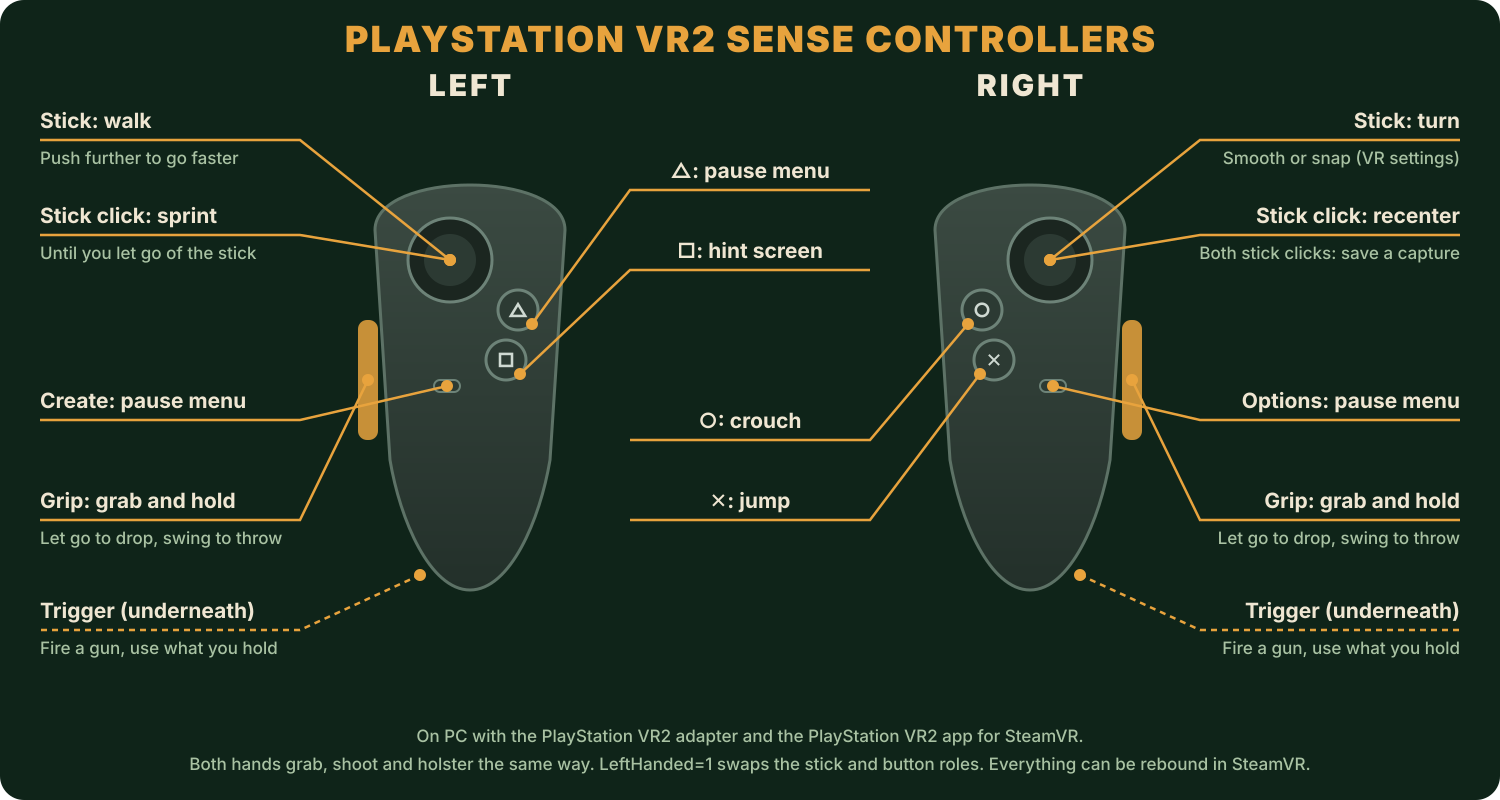 PLAYSTATION VR2 SENSE CONTROLLERS
LEFT
RIGHT
Stick: walk
Push further to go faster
Stick click: sprint
Until you let go of the stick
Create: pause menu
Grip: grab and hold
Let go to drop, swing to throw
Trigger (underneath)
Fire a gun, use what you hold
△: pause menu
□: hint screen
○: crouch
✕: jump
Stick: turn
Smooth or snap (VR settings)
Stick click: recenter
Both stick clicks: save a capture
Options: pause menu
Grip: grab and hold
Let go to drop, swing to throw
Trigger (underneath)
Fire a gun, use what you hold
On PC with the PlayStation VR2 adapter and the PlayStation VR2 app for SteamVR.
Both hands grab, shoot and holster the same way. LeftHanded=1 swaps the stick and button roles. Everything can be rebound in SteamVR.